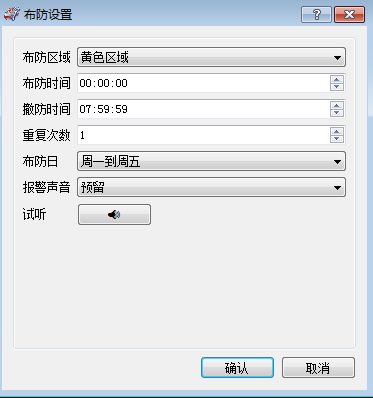 布防设置
布防区域 黄色区域
布防时间 00:00:00
撤防时间 07:59:59
重复次数 1
布防日 周一到周五
报警声音 预留
试听
确认 取消